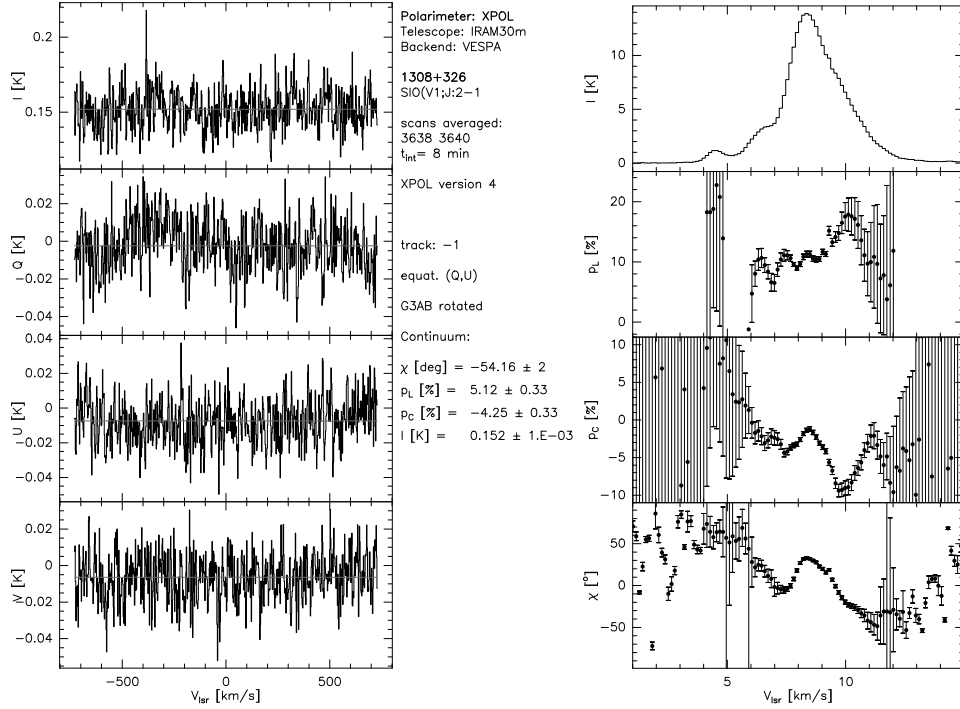 Polarimeter: XPOL
Telescope: IRAM30m
Backend: VESPA
1308+326
SIO(V1;J:2−1
scans averaged:
3638 3640
t_int= 8 min
XPOL version 4
track: −1
equat. (Q,U)
G3AB rotated
Continuum:
χ [deg] = −54.16 ± 2
p_L [%] = 5.12 ± 0.33
p_C [%] = −4.25 ± 0.33
I [K] = 0.152 ± 1.E−03
I [K]
0.2
0.15
Q [K]
0.02
0
−0.02
−0.04
U [K]
0.04
0.02
0
−0.02
−0.04
V [K]
0.02
0
−0.02
−0.04
−500 0 500
V_lsr [km/s]
I [K]
10
5
0
p_L [%]
20
10
0
p_C [%]
10
5
0
−5
−10
χ [°]
50
0
−50
5 10
V_lsr [km/s]